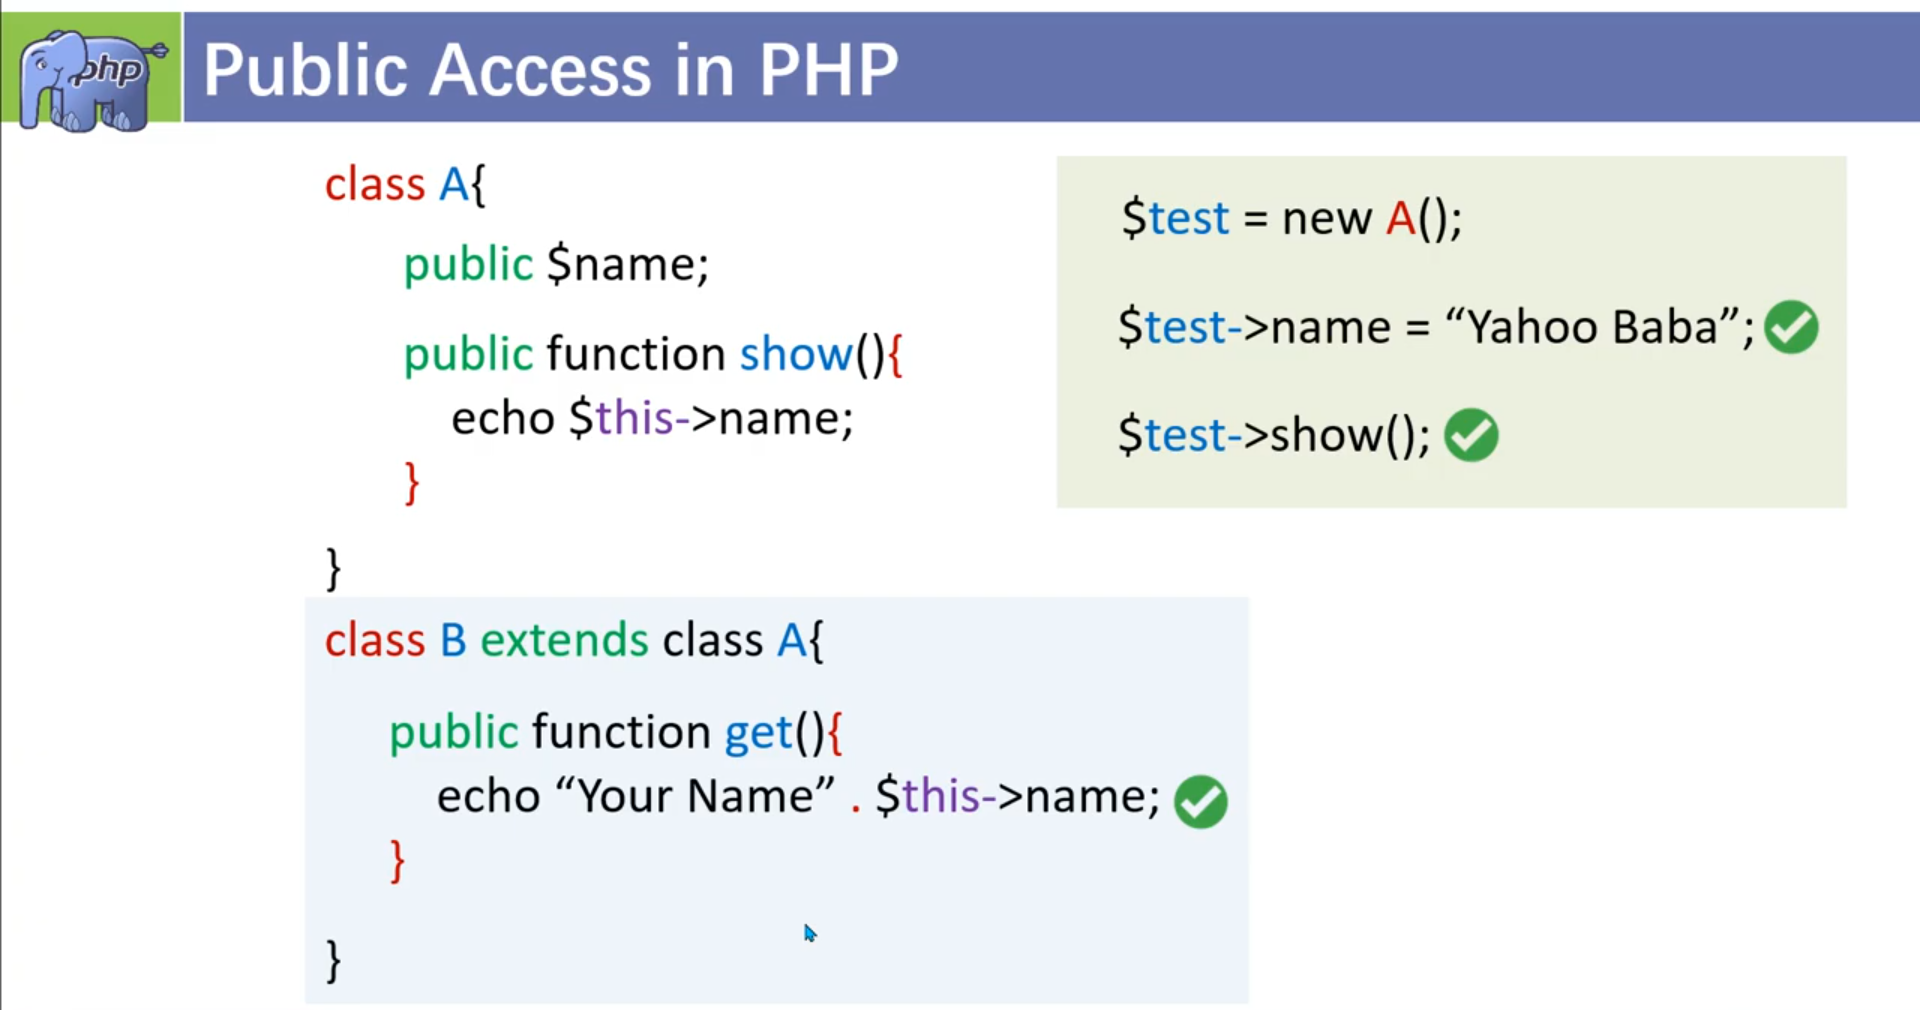 php
Public Access in PHP
class A{
public $name;
public function show(){
echo $this->name;
}
}
$test = new A();
$test->name = “Yahoo Baba”;
$test->show();
class B extends class A{
public function get(){
echo “Your Name” . $this->name;
}
}